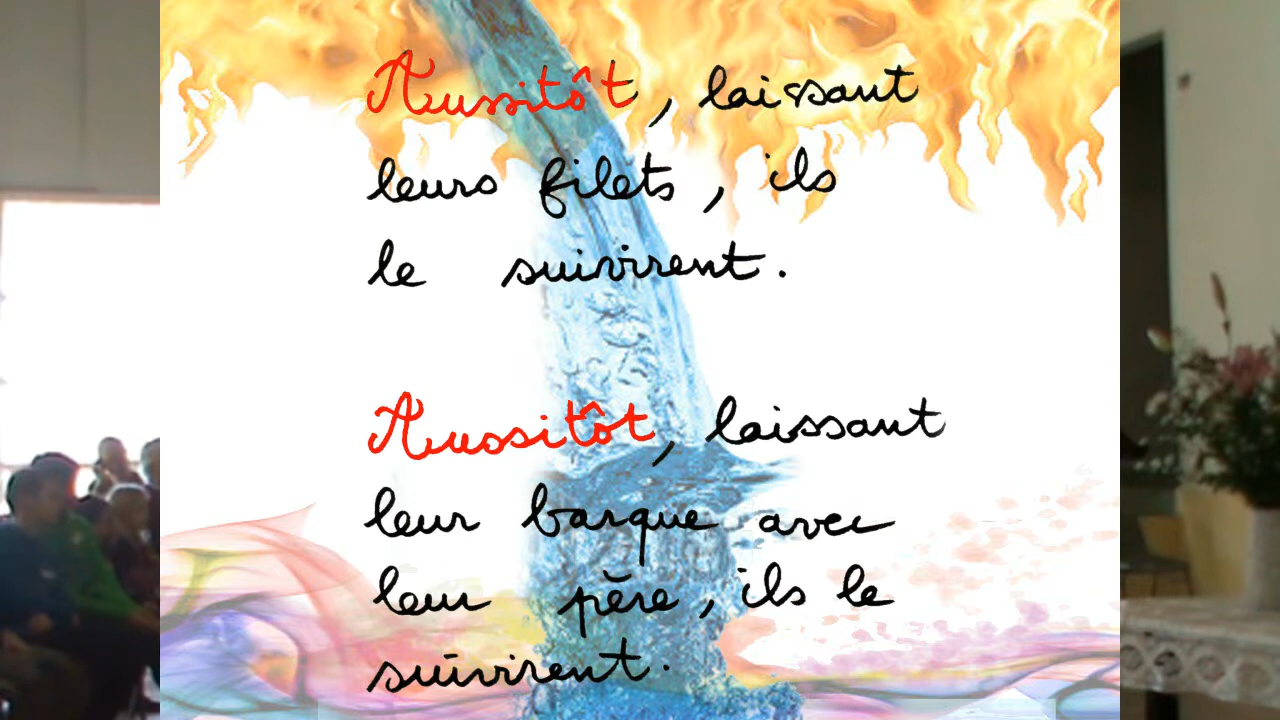 Aussitôt, laissant
leurs filets, ils
le suivirent.
Aussitôt, laissant
leur barque avec
leur père, ils le
suivirent.